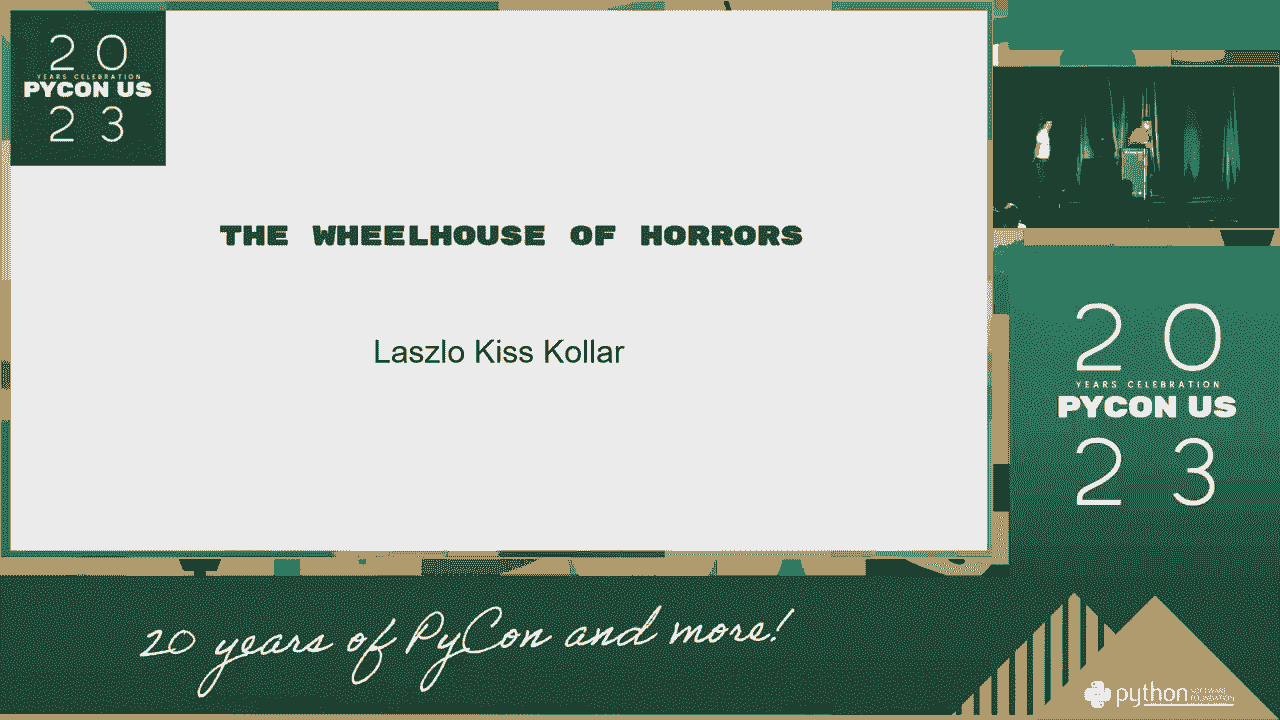 20
YEARS CELEBRATION
PYCON US
23
THE WHEELHOUSE OF HORRORS
Laszlo Kiss Kollar
20
YEARS CELEBRATION
PYCON US
23
20 years of PyCon and more!
python
SOFTWARE
FOUNDATION